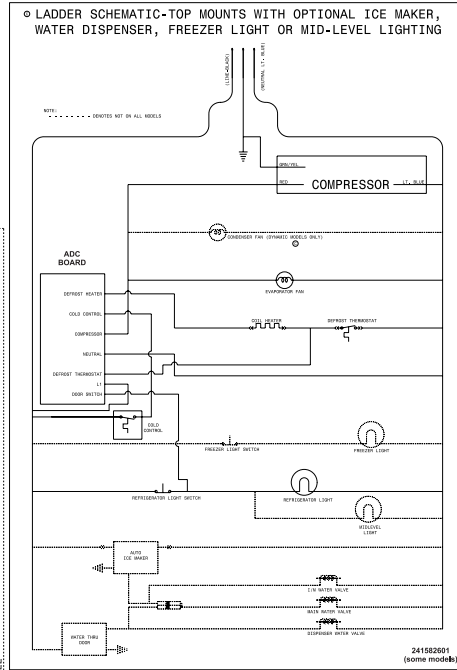 © LADDER SCHEMATIC-TOP MOUNTS WITH OPTIONAL ICE MAKER,
WATER DISPENSER, FREEZER LIGHT OR MID-LEVEL LIGHTING
(LINE-BLACK)
(NEUTRAL LT. BLUE)
NOTE:
DENOTES NOT ON ALL MODELS
GRN/YEL
RED
COMPRESSOR
LT. BLUE
CONDENSER FAN (DYNAMIC MODELS ONLY)
©
ADC
BOARD
EVAPORATOR FAN
DEFROST HEATER
COLD CONTROL
COIL HEATER
DEFROST THERMOSTAT
COMPRESSOR
NEUTRAL
DEFROST THERMOSTAT
L1
DOOR SWITCH
COLD
CONTROL
FREEZER LIGHT SWITCH
FREEZER LIGHT
REFRIGERATOR LIGHT SWITCH
REFRIGERATOR LIGHT
MIDLEVEL
LIGHT
AUTO
ICE MAKER
I/M WATER VALVE
MAIN WATER VALVE
WATER THRU
DOOR
DISPENSER WATER VALVE
241582601
(some models)